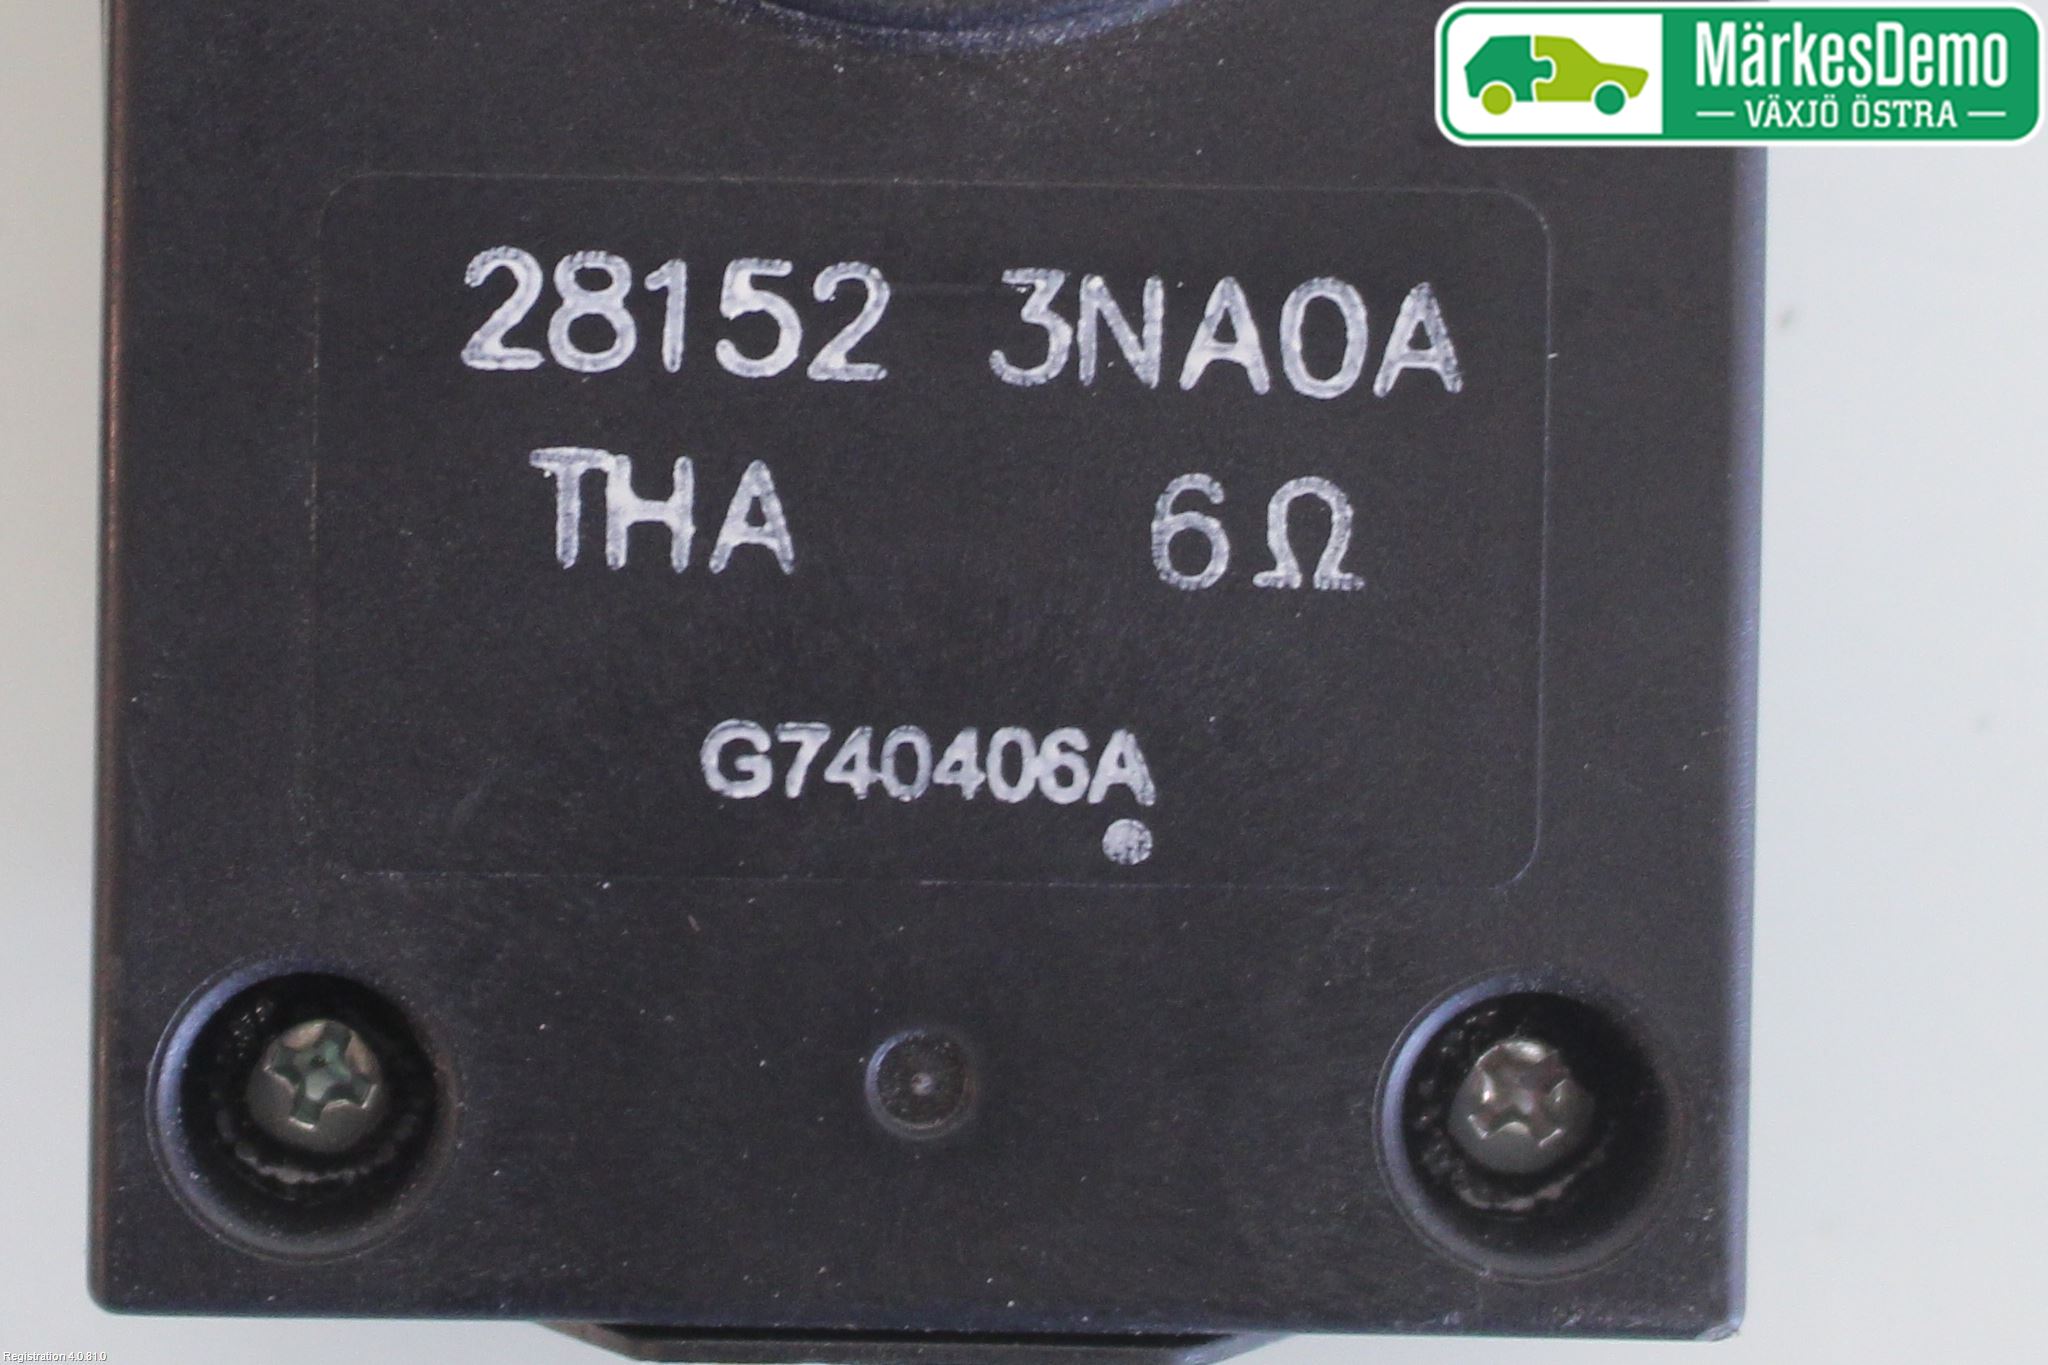 MärkesDemo
VÄXJÖ ÖSTRA
28152 3NA0A
THA 6Ω
G740406A
Registration 4.0.81.0